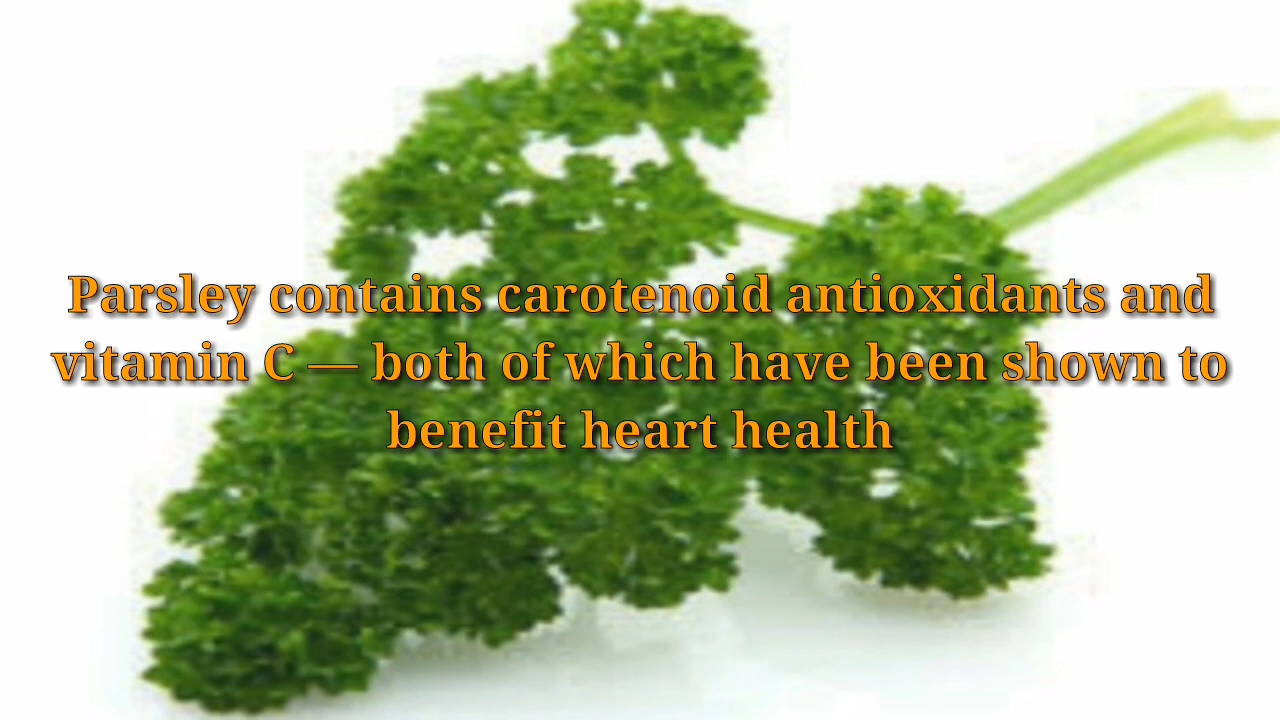 Parsley contains carotenoid antioxidants and
vitamin C — both of which have been shown to
benefit heart health